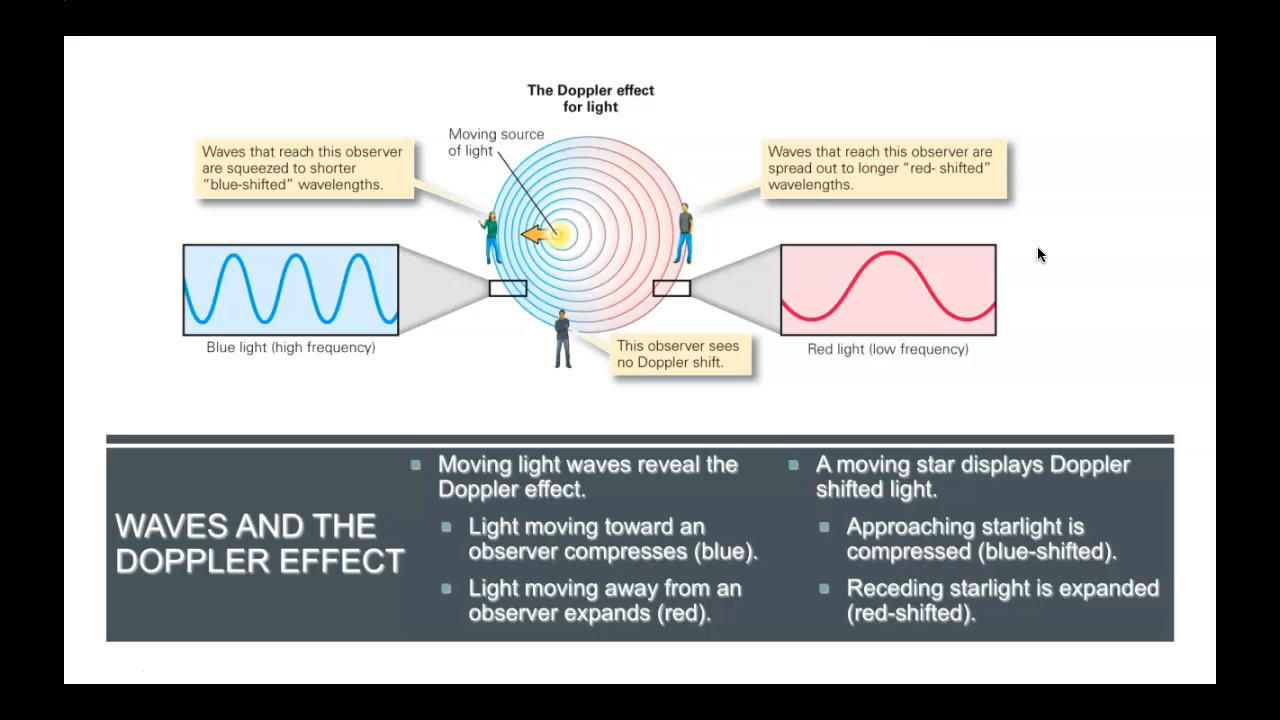 The Doppler effect
for light
Moving source
of light
Waves that reach this observer
are squeezed to shorter
“blue-shifted” wavelengths.
Waves that reach this observer are
spread out to longer “red- shifted”
wavelengths.
Blue light (high frequency)
This observer sees
no Doppler shift.
Red light (low frequency)
WAVES AND THE
DOPPLER EFFECT
Moving light waves reveal the
Doppler effect.
Light moving toward an
observer compresses (blue).
Light moving away from an
observer expands (red).
A moving star displays Doppler
shifted light.
Approaching starlight is
compressed (blue-shifted).
Receding starlight is expanded
(red-shifted).